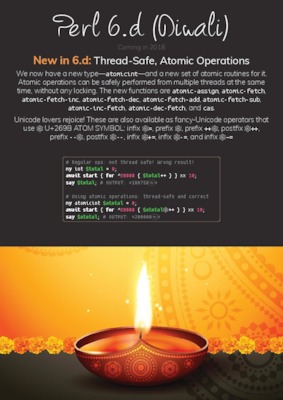 Perl 6.d (Diwali)
Coming in 2018
New in 6.d: Thread-Safe, Atomic Operations
We now have a new type—atomicint—and a new set of atomic routines for it.
Atomic operations can be safely performed from multiple threads at the same
time, without any locking. The new functions are atomic-assign, atomic-fetch,
atomic-fetch-inc, atomic-fetch-dec, atomic-fetch-add, atomic-fetch-sub,
atomic-inc-fetch, atomic-dec-fetch, and cas.
Unicode lovers rejoice! These are also available as fancy-Unicode operators that
use ⚛ U+269B ATOM SYMBOL: infix ⚛=, prefix ⚛, prefix ++⚛, postfix ⚛++,
prefix --⚛, postfix ⚛--, infix ⚛+=, infix ⚛-=, and infix ⚛−=
# Regular ops: not thread safe! Wrong result!
my int $total = 0;
await start { for ^20000 { $total++ } } xx 10;
say $total; # OUTPUT:
# Using atomic operations: thread-safe and correct
my atomicint $total = 0;
await start { for ^20000 { $total⚛++ } } xx 10;
say $total; # OUTPUT: «200000␤»